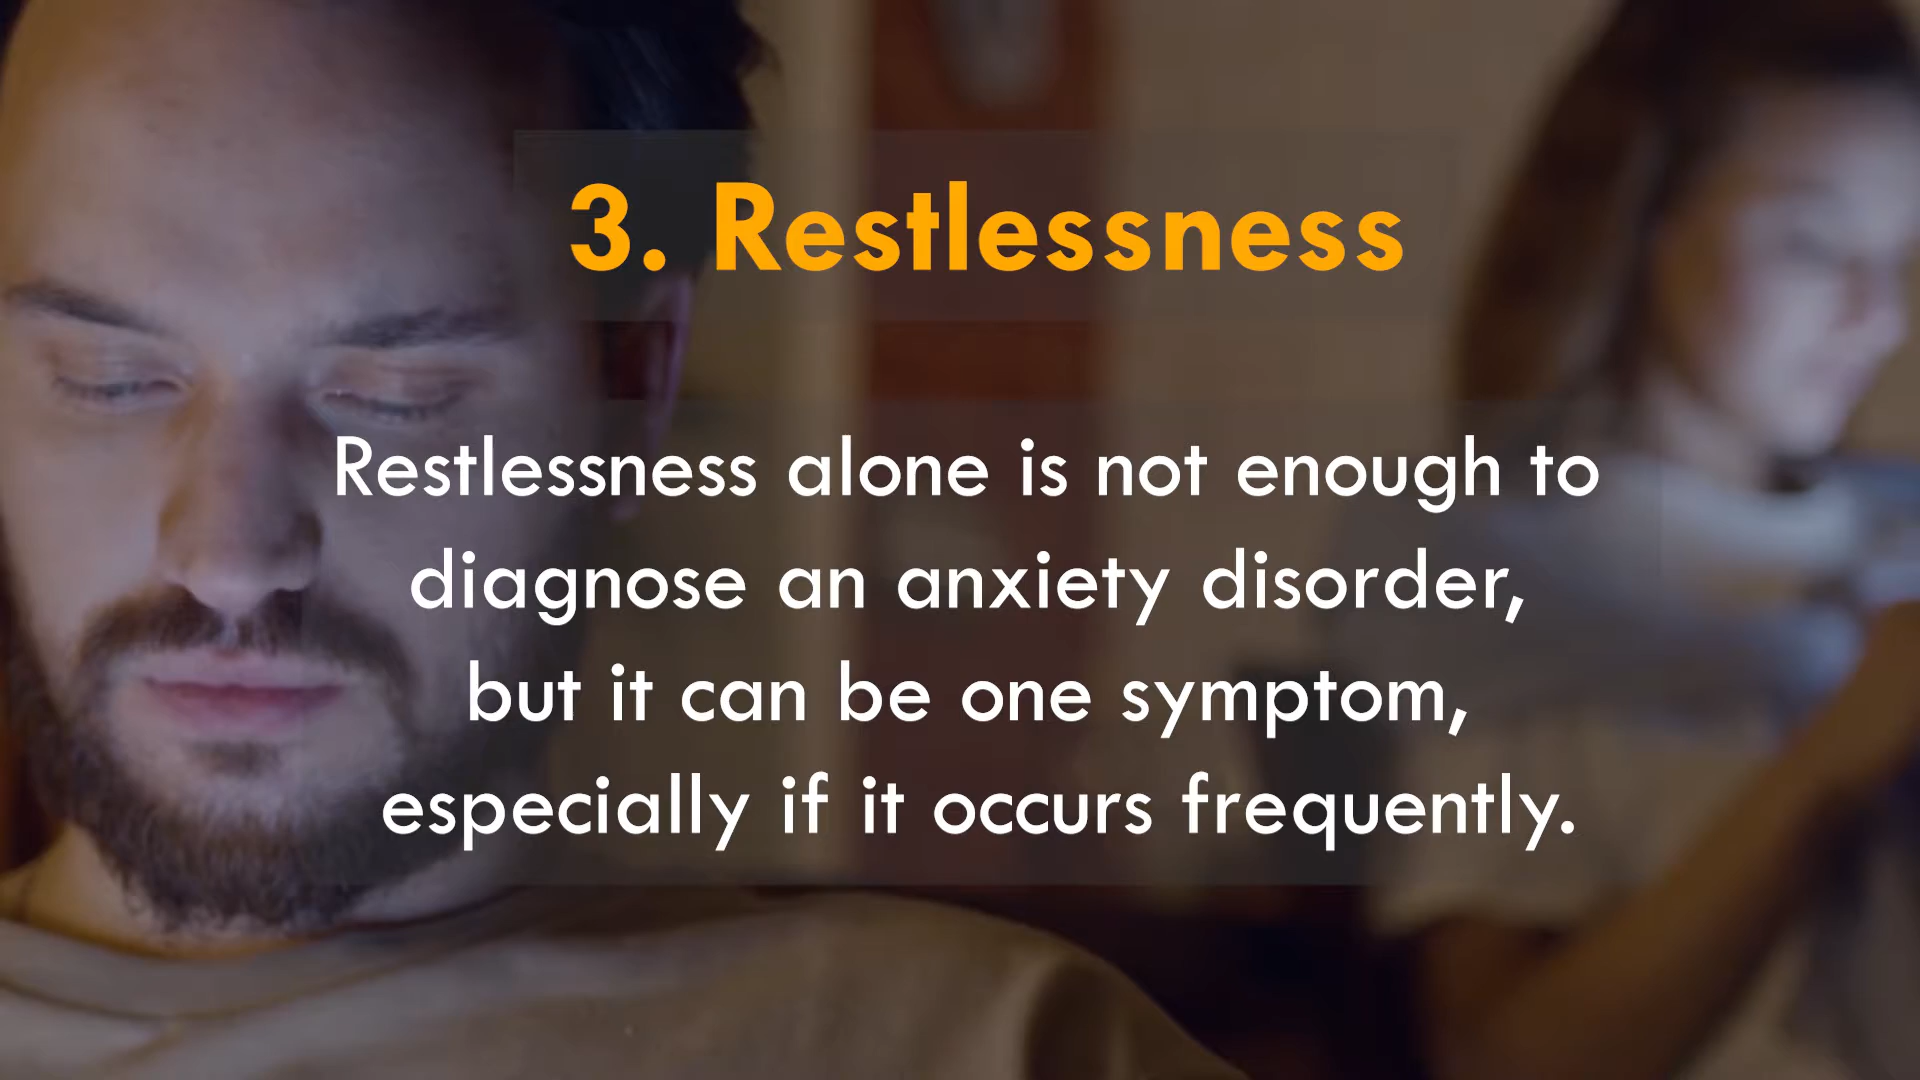 3. Restlessness
Restlessness alone is not enough to
diagnose an anxiety disorder,
but it can be one symptom,
especially if it occurs frequently.